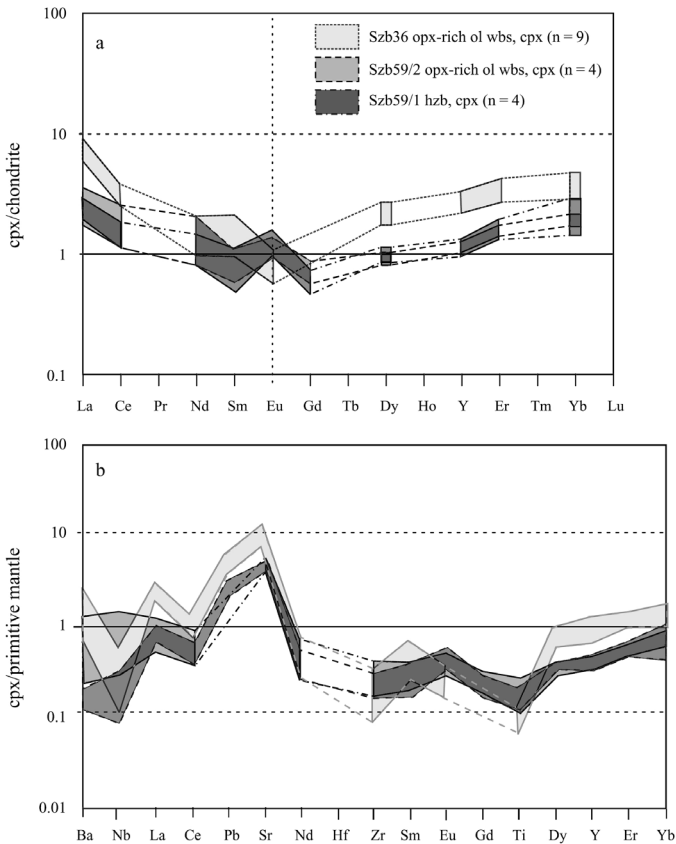 100
a
Szb36 opx-rich ol wbs, cpx (n = 9)
Szb59/2 opx-rich ol wbs, cpx (n = 4)
Szb59/1 hzb, cpx (n = 4)
10
cpx/chondrite
1
0.1
La Ce Pr Nd Sm Eu Gd Tb Dy Ho Y Er Tm Yb Lu
100
b
10
cpx/primitive mantle
1
0.1
0.01
Ba Nb La Ce Pb Sr Nd Hf Zr Sm Eu Gd Ti Dy Y Er Yb